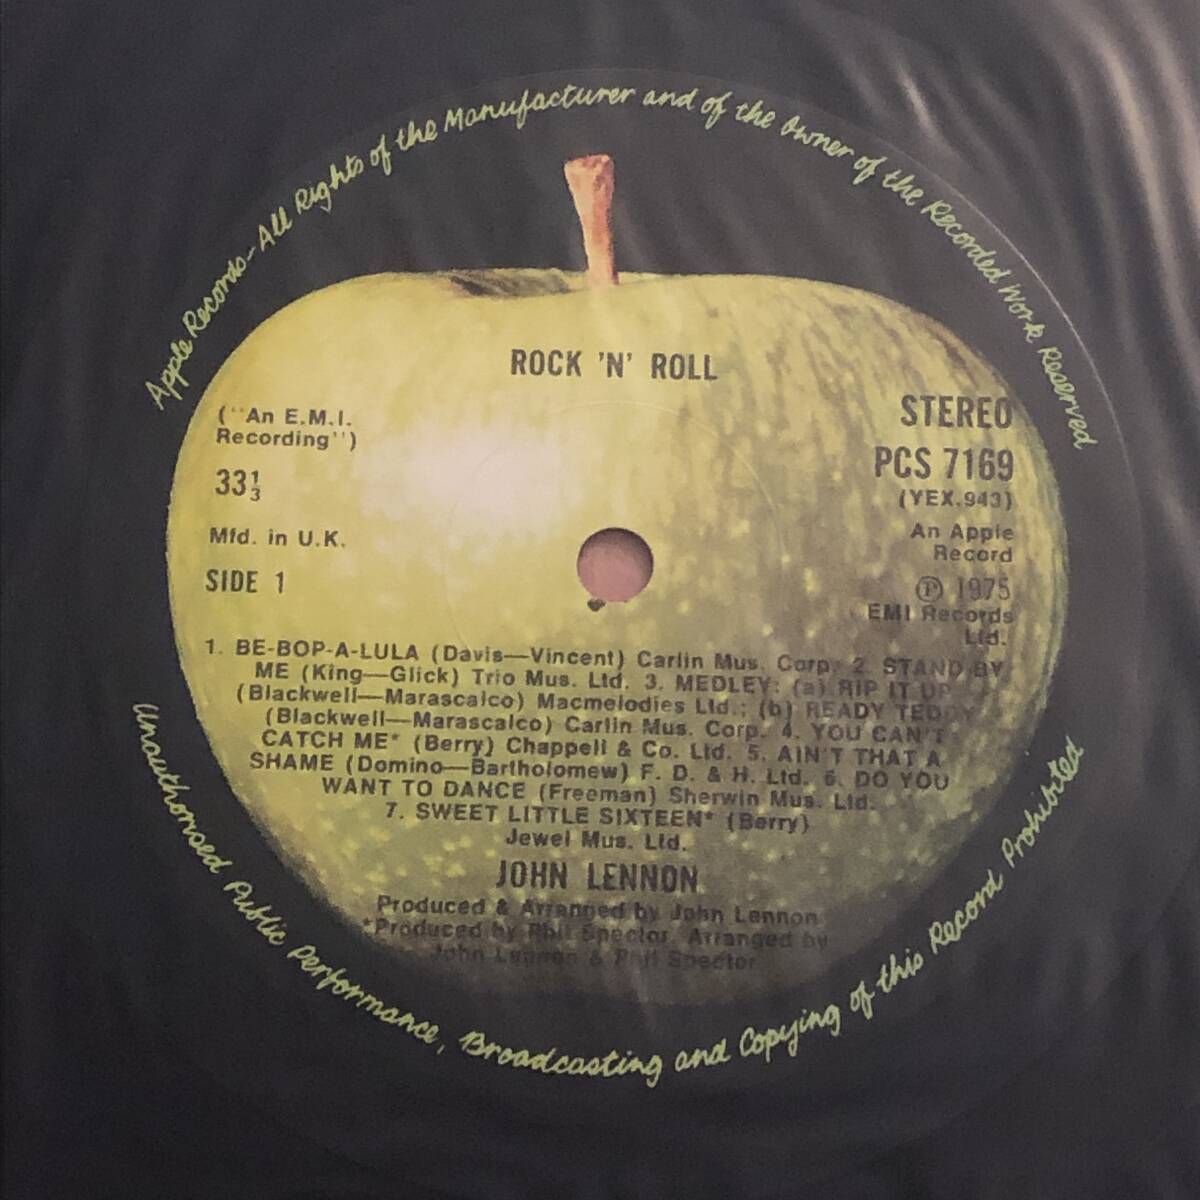 Apple Records—All Rights of the Manufacturer and of the Owner of the Recorded Work Reserved
ROCK 'N' ROLL
("An E.M.I.
Recording")
33⅓
Mfd. in U.K.
SIDE 1
STEREO
PCS 7169
(YEX.943)
An Apple
Record
Ⓟ 1975
EMI Records
Ltd.
1. BE-BOP-A-LULA (Davis—Vincent) Carlin Mus. Corp. 2. STAND BY
ME (King—Glick) Trio Mus. Ltd. 3. MEDLEY: (a) RIP IT UP
(Blackwell—Marascalco) Macmelodies Ltd.; (b) READY TEDDY
(Blackwell—Marascalco) Carlin Mus. Corp. 4. YOU CAN'T
CATCH ME* (Berry) Chappell & Co. Ltd. 5. AIN'T THAT A
SHAME (Domino—Bartholomew) F. D. & H. Ltd. 6. DO YOU
WANT TO DANCE (Freeman) Sherwin Mus. Ltd.
7. SWEET LITTLE SIXTEEN* (Berry)
Jewel Mus. Ltd.
JOHN LENNON
Produced & Arranged by John Lennon
*Produced by Phil Spector. Arranged by
John Lennon & Phil Spector
Unauthorised Public Performance, Broadcasting and Copying of this Record Prohibited